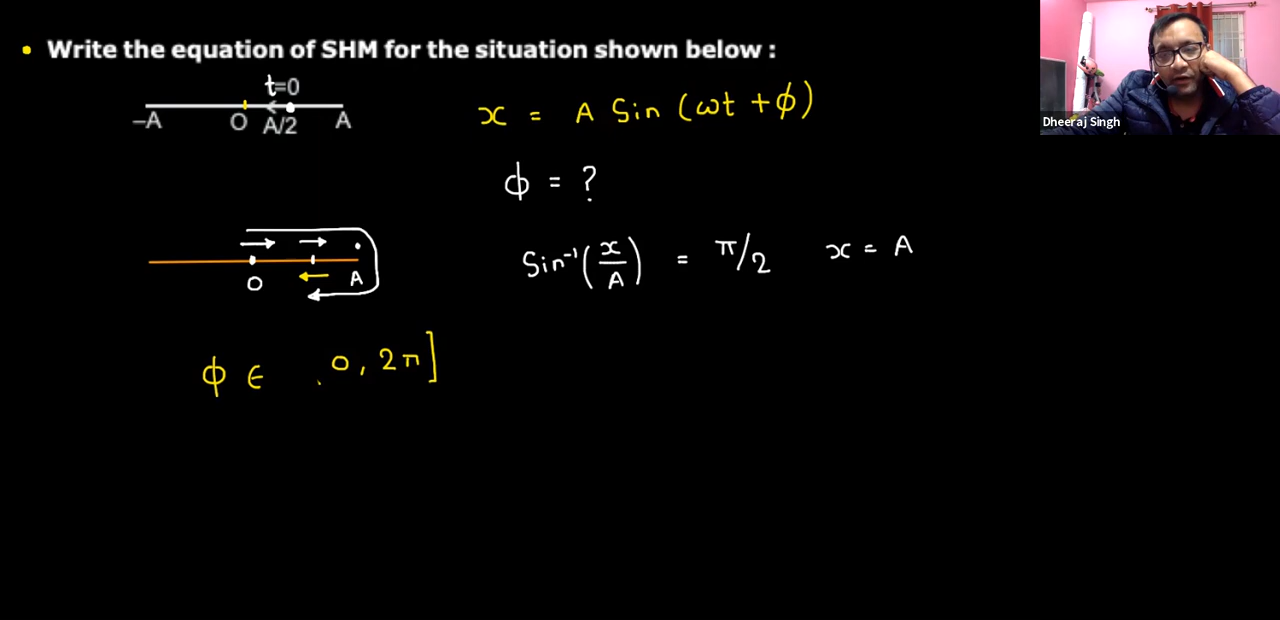 • Write the equation of SHM for the situation shown below :
t=0
–A O A/2 A
x = A Sin (ωt + ϕ)
ϕ = ?
O A
Sin⁻¹(x/A) = π/2 x = A
ϕ ∈ . 0, 2π]
Dheeraj Singh